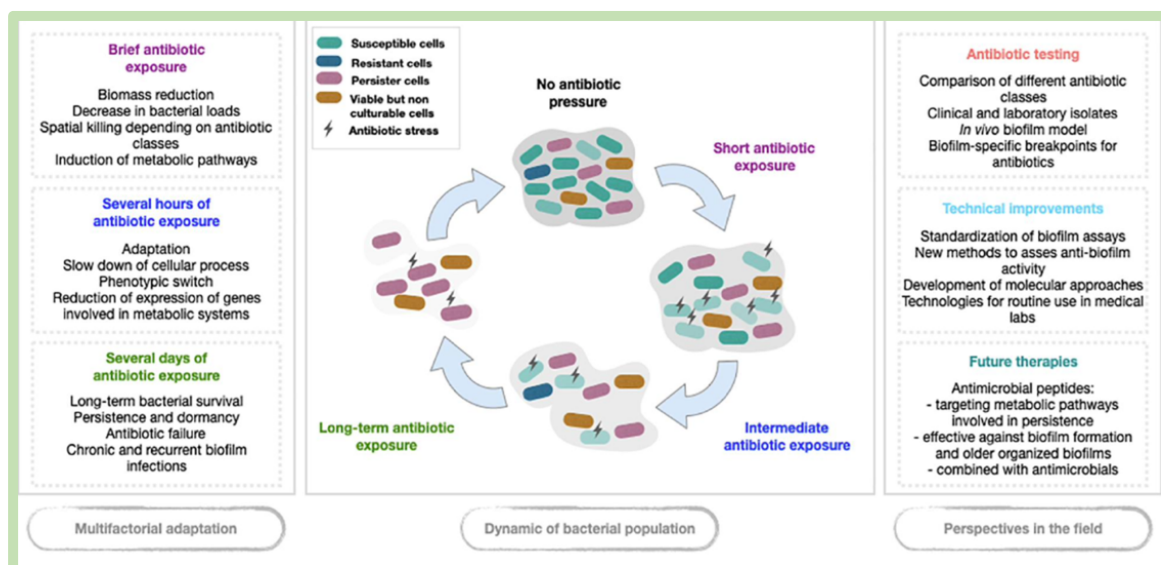 Brief antibiotic
exposure
Biomass reduction
Decrease in bacterial loads
Spatial killing depending on antibiotic
classes
Induction of metabolic pathways
Several hours of
antibiotic exposure
Adaptation
Slow down of cellular process
Phenotypic switch
Reduction of expression of genes
involved in metabolic systems
Several days of
antibiotic exposure
Long-term bacterial survival
Persistence and dormancy
Antibiotic failure
Chronic and recurrent biofilm
infections
Multifactorial adaptation
Susceptible cells
Resistant cells
Persister cells
Viable but non
culturable cells
Antibiotic stress
No antibiotic
pressure
Short antibiotic
exposure
Intermediate
antibiotic exposure
Long-term antibiotic
exposure
Dynamic of bacterial population
Antibiotic testing
Comparison of different antibiotic
classes
Clinical and laboratory isolates
In vivo biofilm model
Biofilm-specific breakpoints for
antibiotics
Technical improvements
Standardization of biofilm assays
New methods to asses anti-biofilm
activity
Development of molecular approaches
Technologies for routine use in medical
labs
Future therapies
Antimicrobial peptides:
- targeting metabolic pathways
involved in persistence
- effective against biofilm formation
and older organized biofilms
- combined with antimicrobials
Perspectives in the field